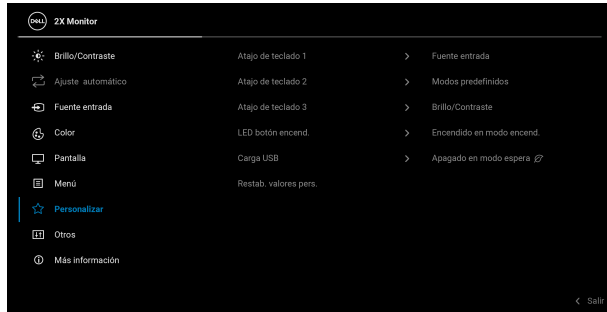 DELL 2X Monitor
Brillo/Contraste Atajo de teclado 1 > Fuente entrada
Ajuste automático Atajo de teclado 2 > Modos predefinidos
Fuente entrada Atajo de teclado 3 > Brillo/Contraste
Color LED botón encend. > Encendido en modo encend.
Pantalla Carga USB > Apagado en modo espera
Menú Restab. valores pers.
Personalizar
Otros
Más información
< Salir